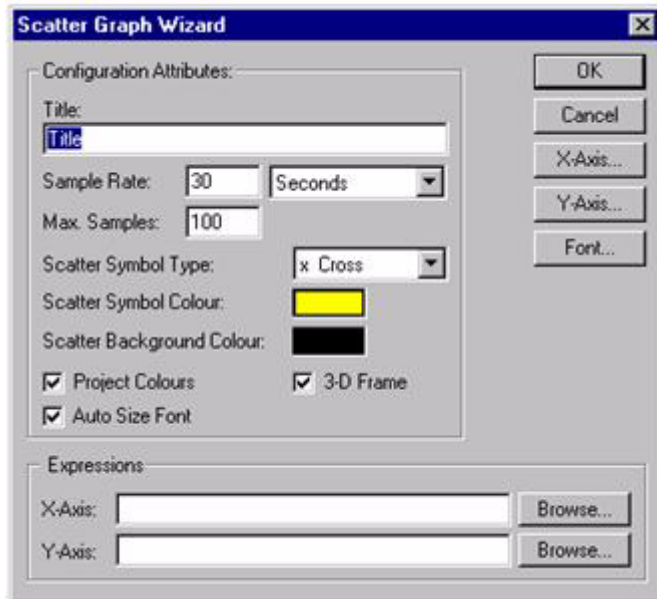 Scatter Graph Wizard
Configuration Attributes:
OK
Title:
Title
Cancel
X-Axis...
Sample Rate: 30 Seconds
Y-Axis...
Max. Samples: 100
Font...
Scatter Symbol Type: x Cross
Scatter Symbol Colour:
Scatter Background Colour:
Project Colours 3-D Frame
Auto Size Font
Expressions
X-Axis: Browse...
Y-Axis: Browse...